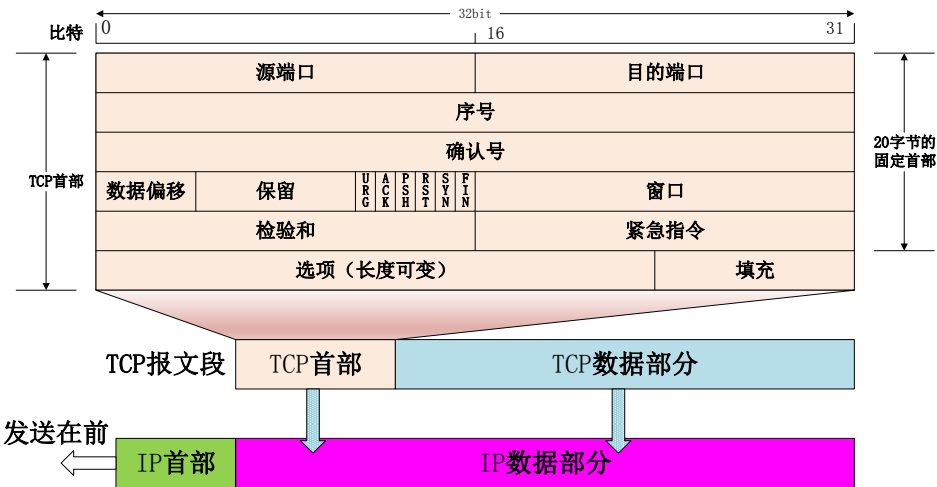 32bit
比特 0 16 31
源端口 目的端口
序号
确认号
TCP首部
20字节的
固定首部
数据偏移 保留 URG ACK PSH RST SYN FIN 窗口
检验和 紧急指令
选项（长度可变） 填充
TCP报文段 TCP首部 TCP数据部分
发送在前
IP首部 IP数据部分